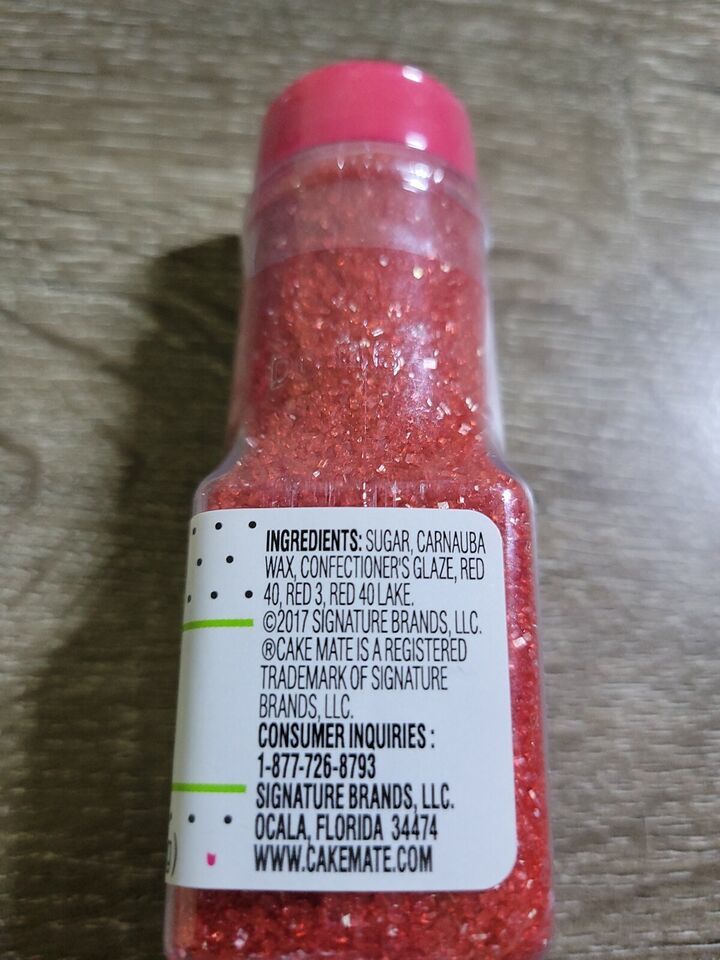 INGREDIENTS: SUGAR, CARNAUBA
WAX, CONFECTIONER'S GLAZE, RED
40, RED 3, RED 40 LAKE.
©2017 SIGNATURE BRANDS, LLC.
®CAKE MATE IS A REGISTERED
TRADEMARK OF SIGNATURE
BRANDS, LLC.
CONSUMER INQUIRIES :
1-877-726-8793
SIGNATURE BRANDS, LLC.
OCALA, FLORIDA 34474
WWW.CAKEMATE.COM